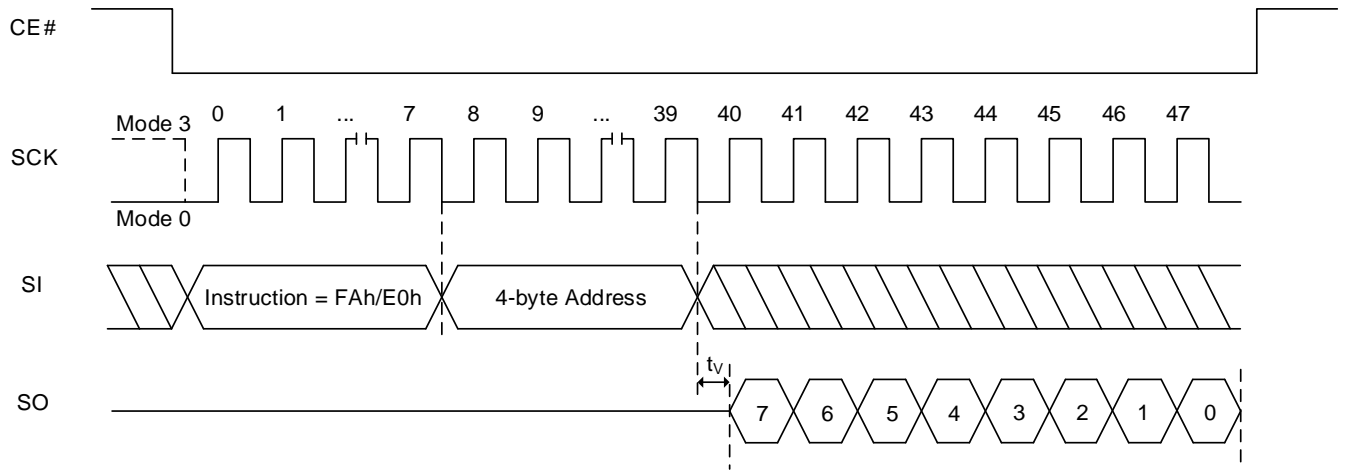 CE#
0 1 ... 7 8 9 ... 39 40 41 42 43 44 45 46 47
Mode 3
SCK
Mode 0
SI
Instruction = FAh/E0h
4-byte Address
tV
SO
7 6 5 4 3 2 1 0